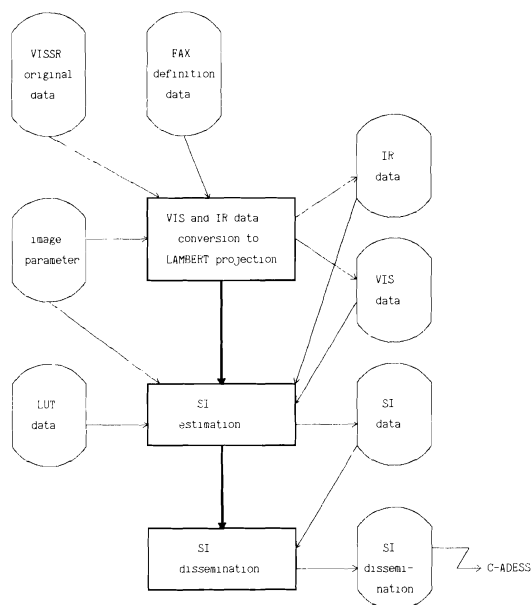 VISSR
original
data
FAX
definition
data
IR
data
VIS and IR data
conversion to
LAMBERT projection
image
parameter
VIS
data
LUT
data
SI
estimation
SI
data
SI
dissemination
SI
dissemi-
nation
C-ADESS